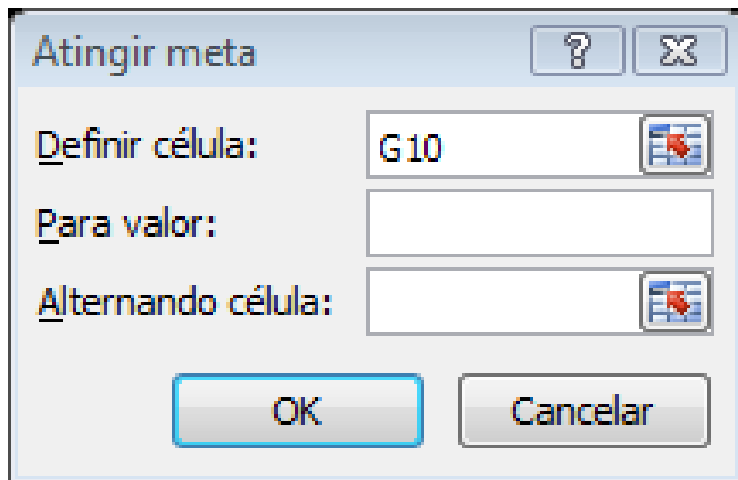 Atingir meta
Definir célula: G10
Para valor:
Alternando célula:
OK Cancelar